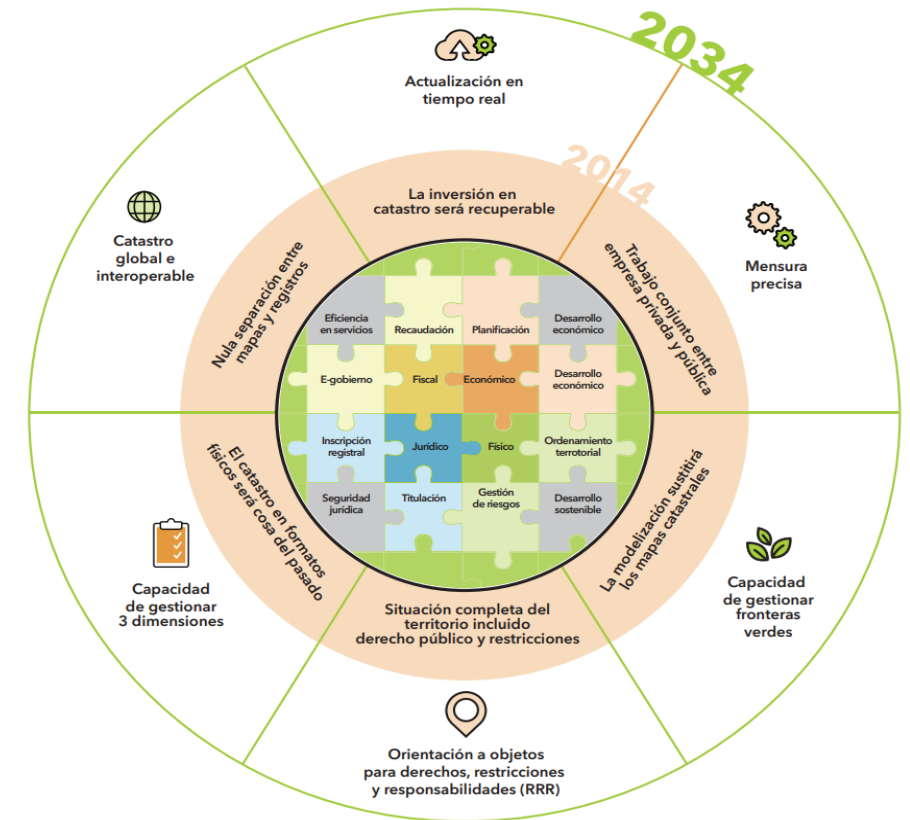 2034
Actualización en
tiempo real
Mensura
precisa
Capacidad
de gestionar
fronteras
verdes
Orientación a objetos
para derechos, restricciones
y responsabilidades (RRR)
Capacidad
de gestionar
3 dimensiones
Catastro
global e
interoperable
2014
La inversión en
catastro será recuperable
Trabajo conjunto entre
empresa privada y pública
La modelización sustitirá
los mapas catastrales
Situación completa del
territorio incluido
derecho público y restricciones
El catastro en formatos
físicos será cosa del pasado
Nula separación entre
mapas y registros
Eficiencia
en servicios
Recaudación
Planificación
Desarrollo
económico
E-gobierno
Fiscal
Económico
Desarrollo
económico
Inscripción
registral
Jurídico
Físico
Ordenamiento
terrotorial
Seguridad
jurídica
Titulación
Gestión
de riesgos
Desarrollo
sostenible